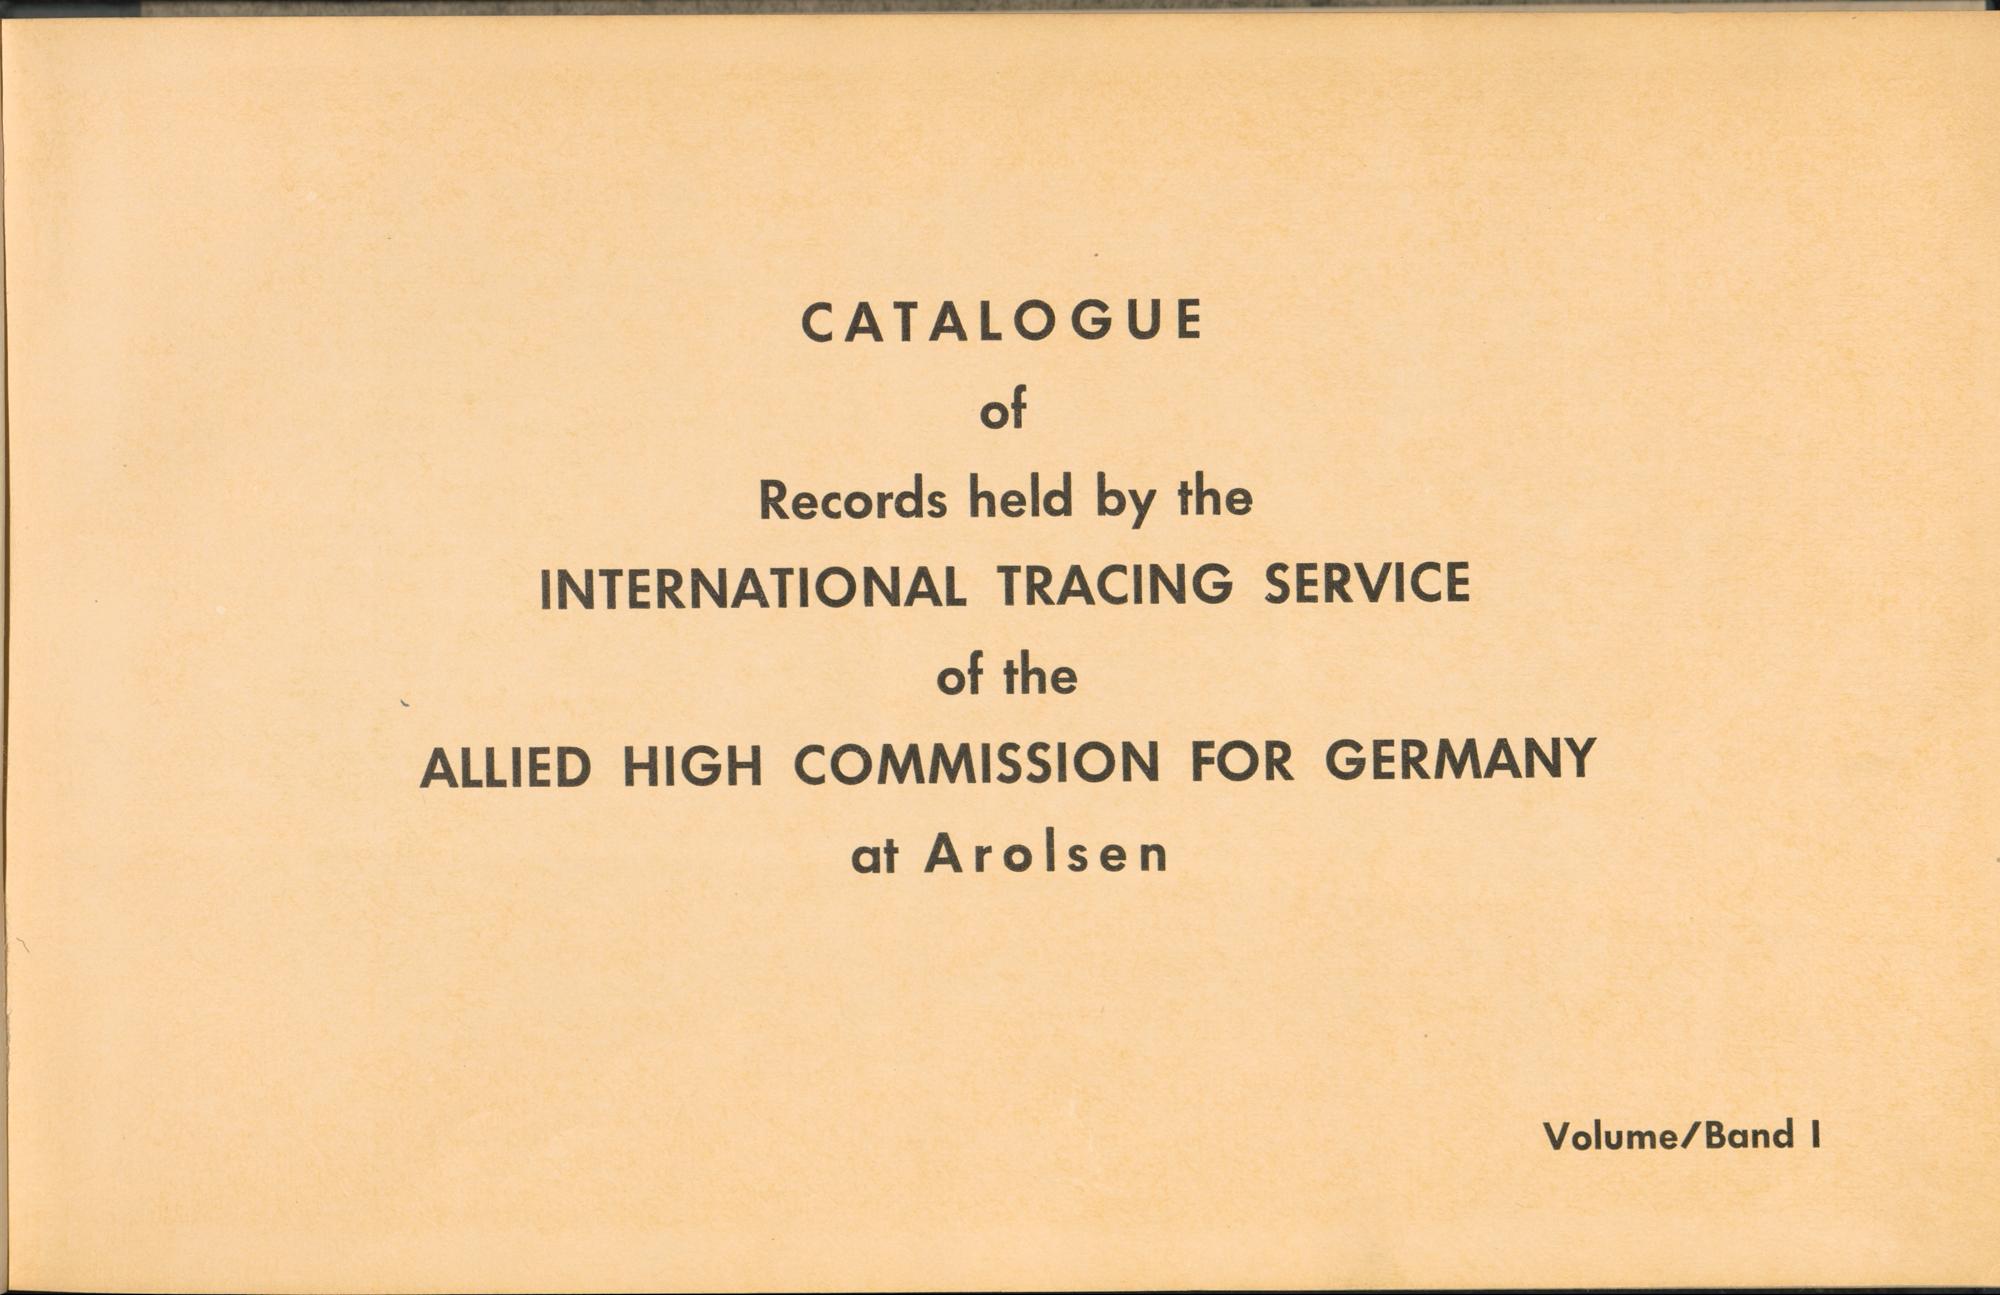 CATALOGUE
of
Records held by the
INTERNATIONAL TRACING SERVICE
of the
ALLIED HIGH COMMISSION FOR GERMANY
at Arolsen
Volume/Band I